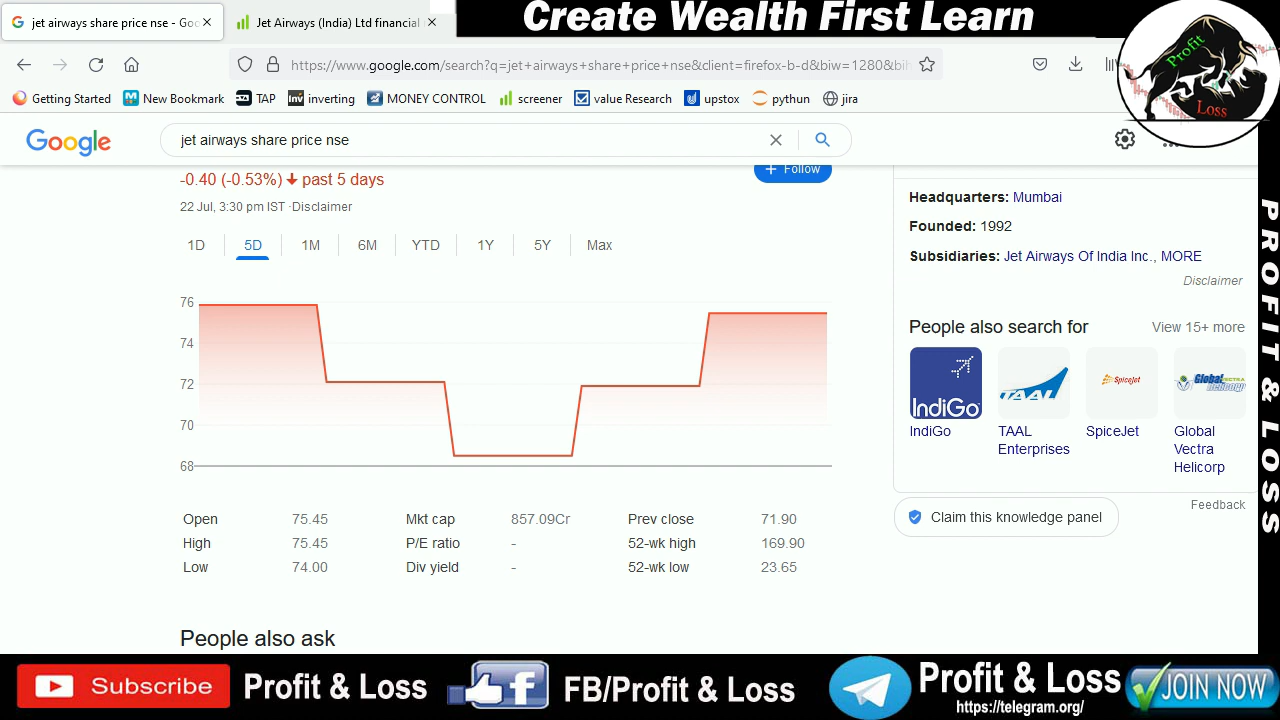 Create Wealth First Learn
jet airways share price nse - Goo
Jet Airways (India) Ltd financial
https://www.google.com/search?q=jet+airways+share+price+nse&client=firefox-b-d&biw=1280&bih
Getting Started
New Bookmark
TAP
inverting
MONEYCONTROL
screener
value Research
upstox
pythun
jira
Profit
Loss
Google
jet airways share price nse
-0.40 (-0.53%) past 5 days
22 Jul, 3:30 pm IST ·Disclaimer
+ Follow
1D 5D 1M 6M YTD 1Y 5Y Max
76
74
72
70
68
Open 75.45 Mkt cap 857.09Cr Prev close 71.90
High 75.45 P/E ratio - 52-wk high 169.90
Low 74.00 Div yield - 52-wk low 23.65
People also ask
Headquarters: Mumbai
Founded: 1992
Subsidiaries: Jet Airways Of India Inc., MORE
Disclaimer
People also search for View 15+ more
IndiGo
TAAL
SpiceJet
Global Vectra
Helicorp
IndiGo
TAAL
Enterprises
SpiceJet
Global
Vectra
Helicorp
Feedback
Claim this knowledge panel
PROFIT & LOSS
Subscribe
Profit & Loss
f
FB/Profit & Loss
Profit & Loss
https://telegram.org/
JOIN NOW